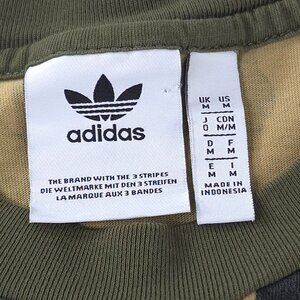 adidas
THE BRAND WITH THE 3 STRIPES
DIE WELTMARKE MIT DEN 3 STREIFEN
LA MARQUE AUX 3 BANDES
UK US
M M
J CDN
O M/M
D F
M M
E I
M M
MADE IN
INDONESIA